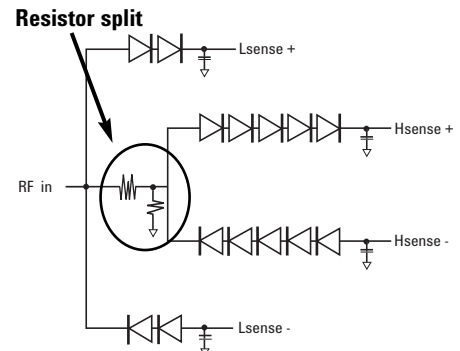 Resistor split
Lsense +
Hsense +
RF in
Hsense -
Lsense -